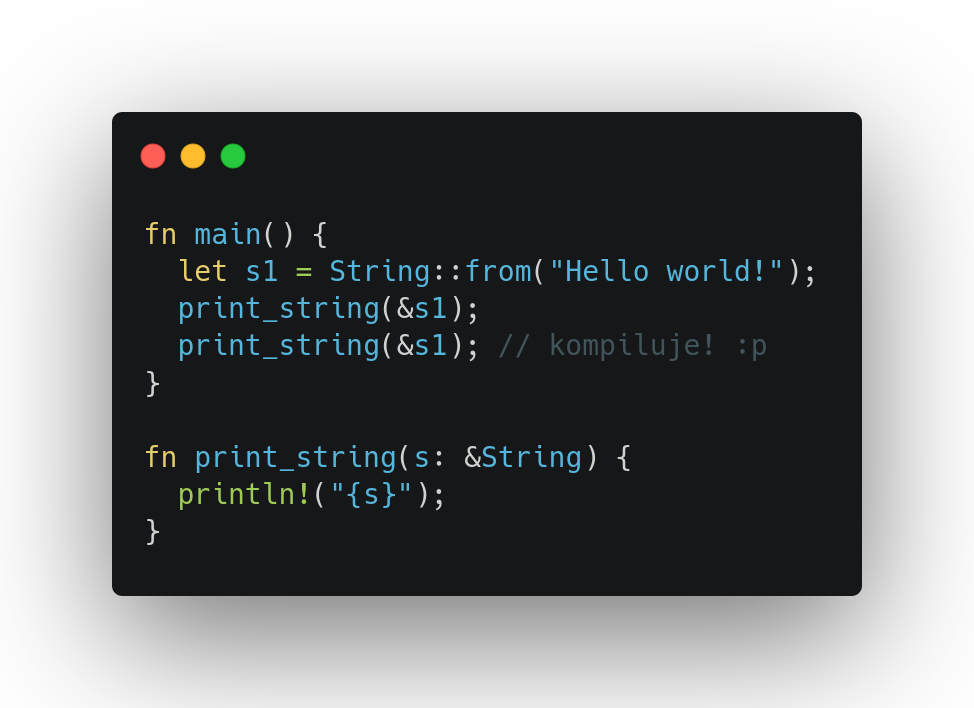 fn main() {
  let s1 = String::from("Hello world!");
  print_string(&s1);
  print_string(&s1); // kompiluje! :p
}

fn print_string(s: &String) {
  println!("{s}");
}